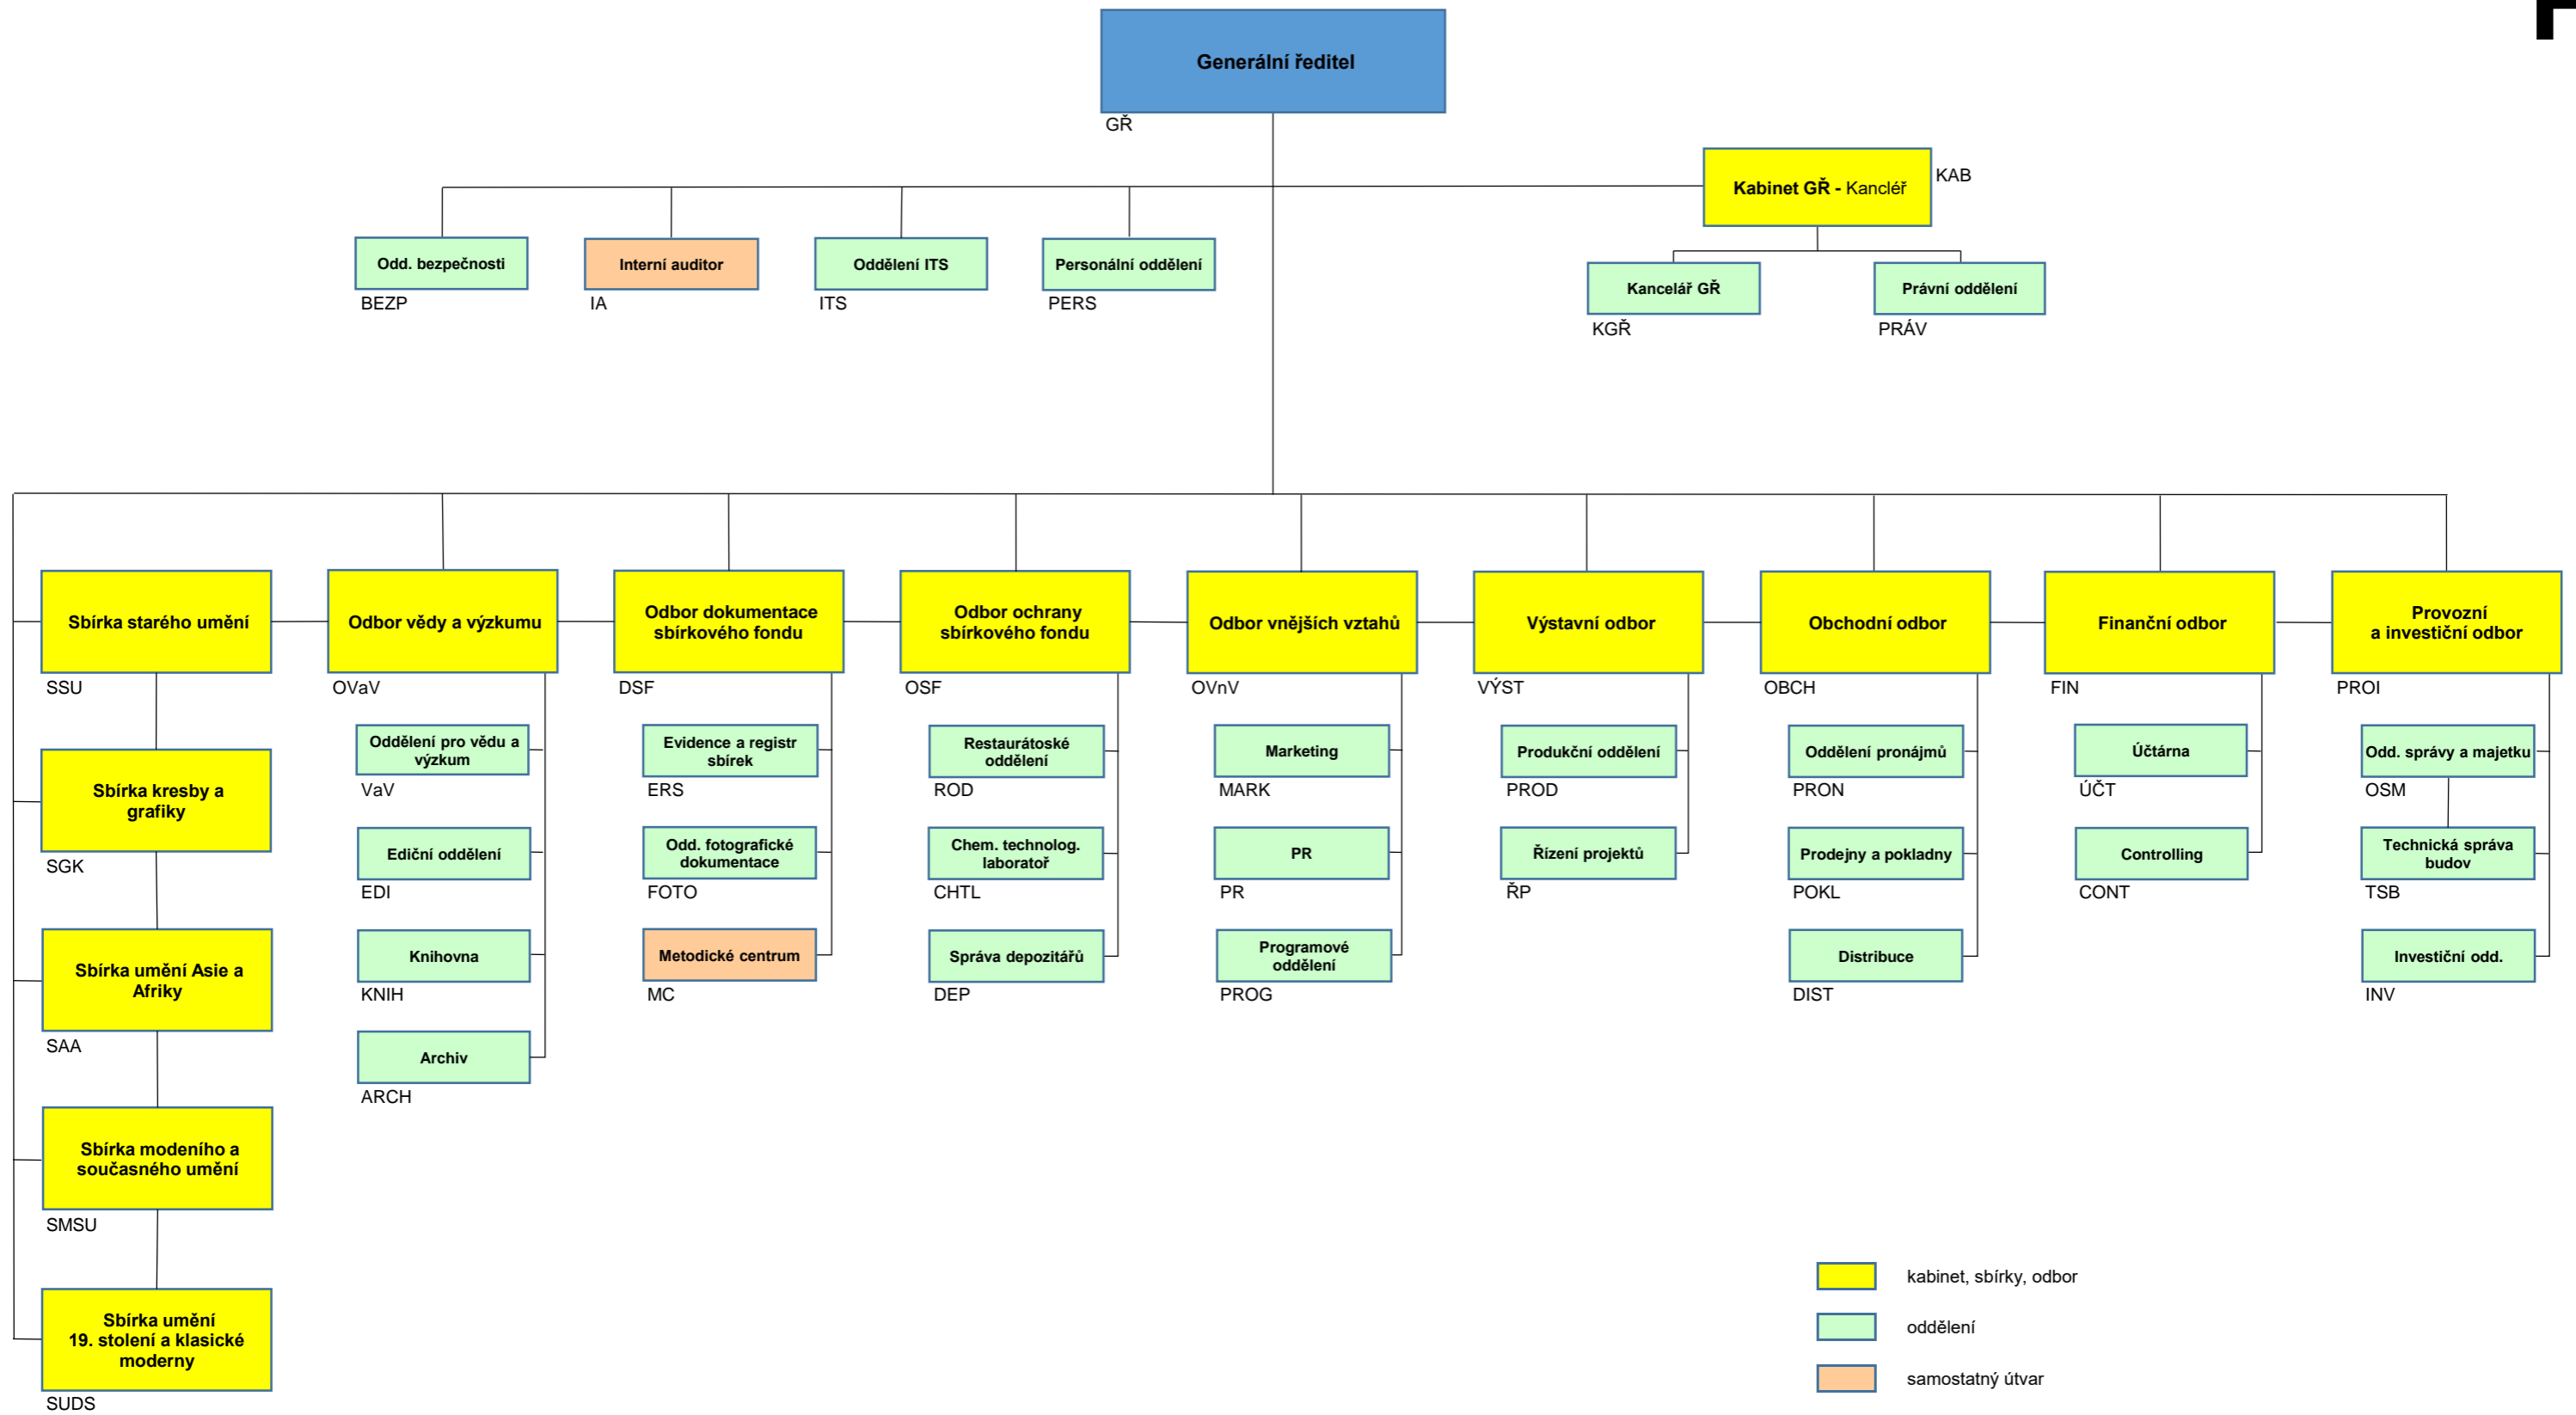 Generální ředitel
GŘ
Kabinet GŘ - Kancléř
KAB
Odd. bezpečnosti
BEZP
Interní auditor
IA
Oddělení ITS
ITS
Personální oddělení
PERS
Kancelář GŘ
KGŘ
Právní oddělení
PRÁV
Sbírka starého umění
SSU
Sbírka kresby a
grafiky
SGK
Sbírka umění Asie a
Afriky
SAA
Sbírka modeního a
současného umění
SMSU
Sbírka umění
19. stolení a klasické
moderny
SUDS
Odbor vědy a výzkumu
OVaV
Oddělení pro vědu a
výzkum
VaV
Ediční oddělení
EDI
Knihovna
KNIH
Archiv
ARCH
Odbor dokumentace
sbírkového fondu
DSF
Evidence a registr
sbírek
ERS
Odd. fotografické
dokumentace
FOTO
Metodické centrum
MC
Odbor ochrany
sbírkového fondu
OSF
Restaurátoské
oddělení
ROD
Chem. technolog.
laboratoř
CHTL
Správa depozitářů
DEP
Odbor vnějších vztahů
OVnV
Marketing
MARK
PR
PR
Programové
oddělení
PROG
Výstavní odbor
VÝST
Produkční oddělení
PROD
Řízení projektů
ŘP
Obchodní odbor
OBCH
Oddělení pronájmů
PRON
Prodejny a pokladny
POKL
Distribuce
DIST
Finanční odbor
FIN
Účtárna
ÚČT
Controlling
CONT
Provozní
a investiční odbor
PROI
Odd. správy a majetku
OSM
Technická správa
budov
TSB
Investiční odd.
INV
kabinet, sbírky, odbor
oddělení
samostatný útvar